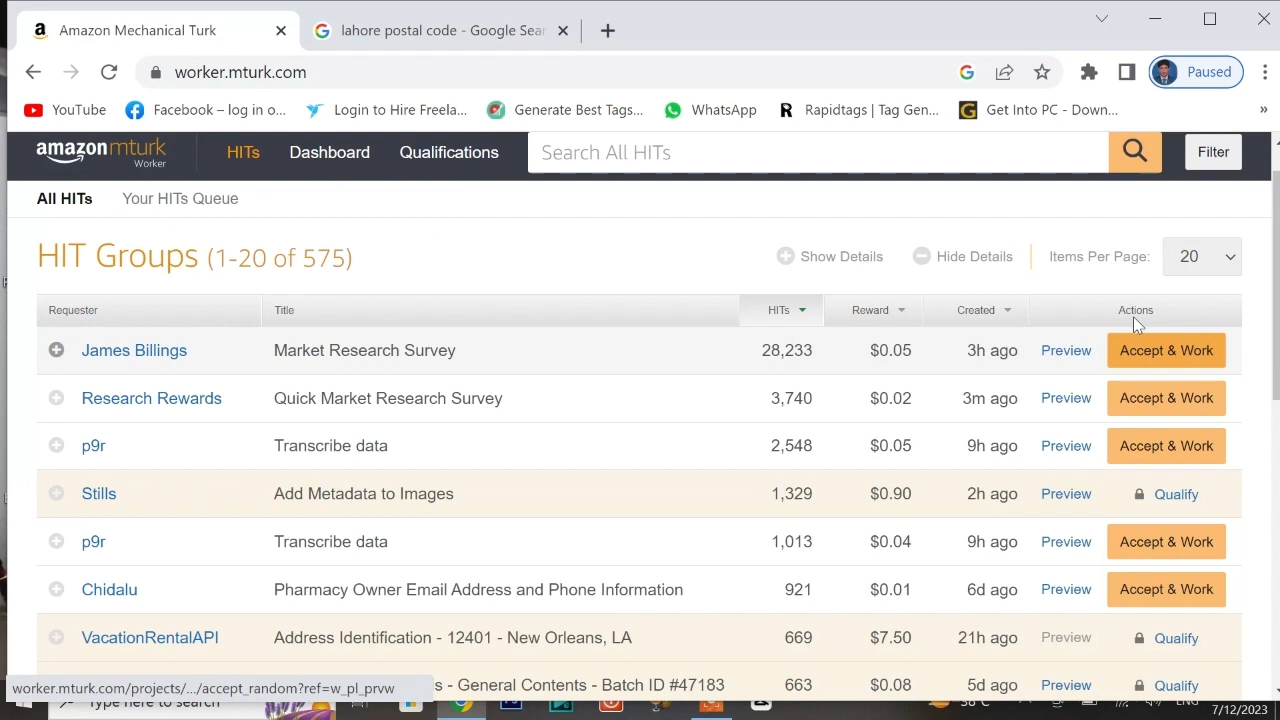 Amazon Mechanical Turk
lahore postal code - Google Sear
worker.mturk.com
Paused
YouTube
Facebook – log in o...
Login to Hire Freela...
Generate Best Tags...
WhatsApp
Rapidtags | Tag Gen...
Get Into PC - Down...
»
amazon mturk
Worker
HITs
Dashboard
Qualifications
Search All HITs
Filter
All HITs
Your HITs Queue
HIT Groups (1-20 of 575)
Show Details
Hide Details
Items Per Page:
20
Requester Title HITs Reward Created Actions
James Billings Market Research Survey 28,233 $0.05 3h ago Preview Accept & Work
Research Rewards Quick Market Research Survey 3,740 $0.02 3m ago Preview Accept & Work
p9r Transcribe data 2,548 $0.05 9h ago Preview Accept & Work
Stills Add Metadata to Images 1,329 $0.90 2h ago Preview Qualify
p9r Transcribe data 1,013 $0.04 9h ago Preview Accept & Work
Chidalu Pharmacy Owner Email Address and Phone Information 921 $0.01 6d ago Preview Accept & Work
VacationRentalAPI Address Identification - 12401 - New Orleans, LA 669 $7.50 21h ago Preview Qualify
s - General Contents - Batch ID #47183 663 $0.08 5d ago Preview Qualify
worker.mturk.com/projects/.../accept_random?ref=w_pl_prvw
Type here to search
7/12/2023